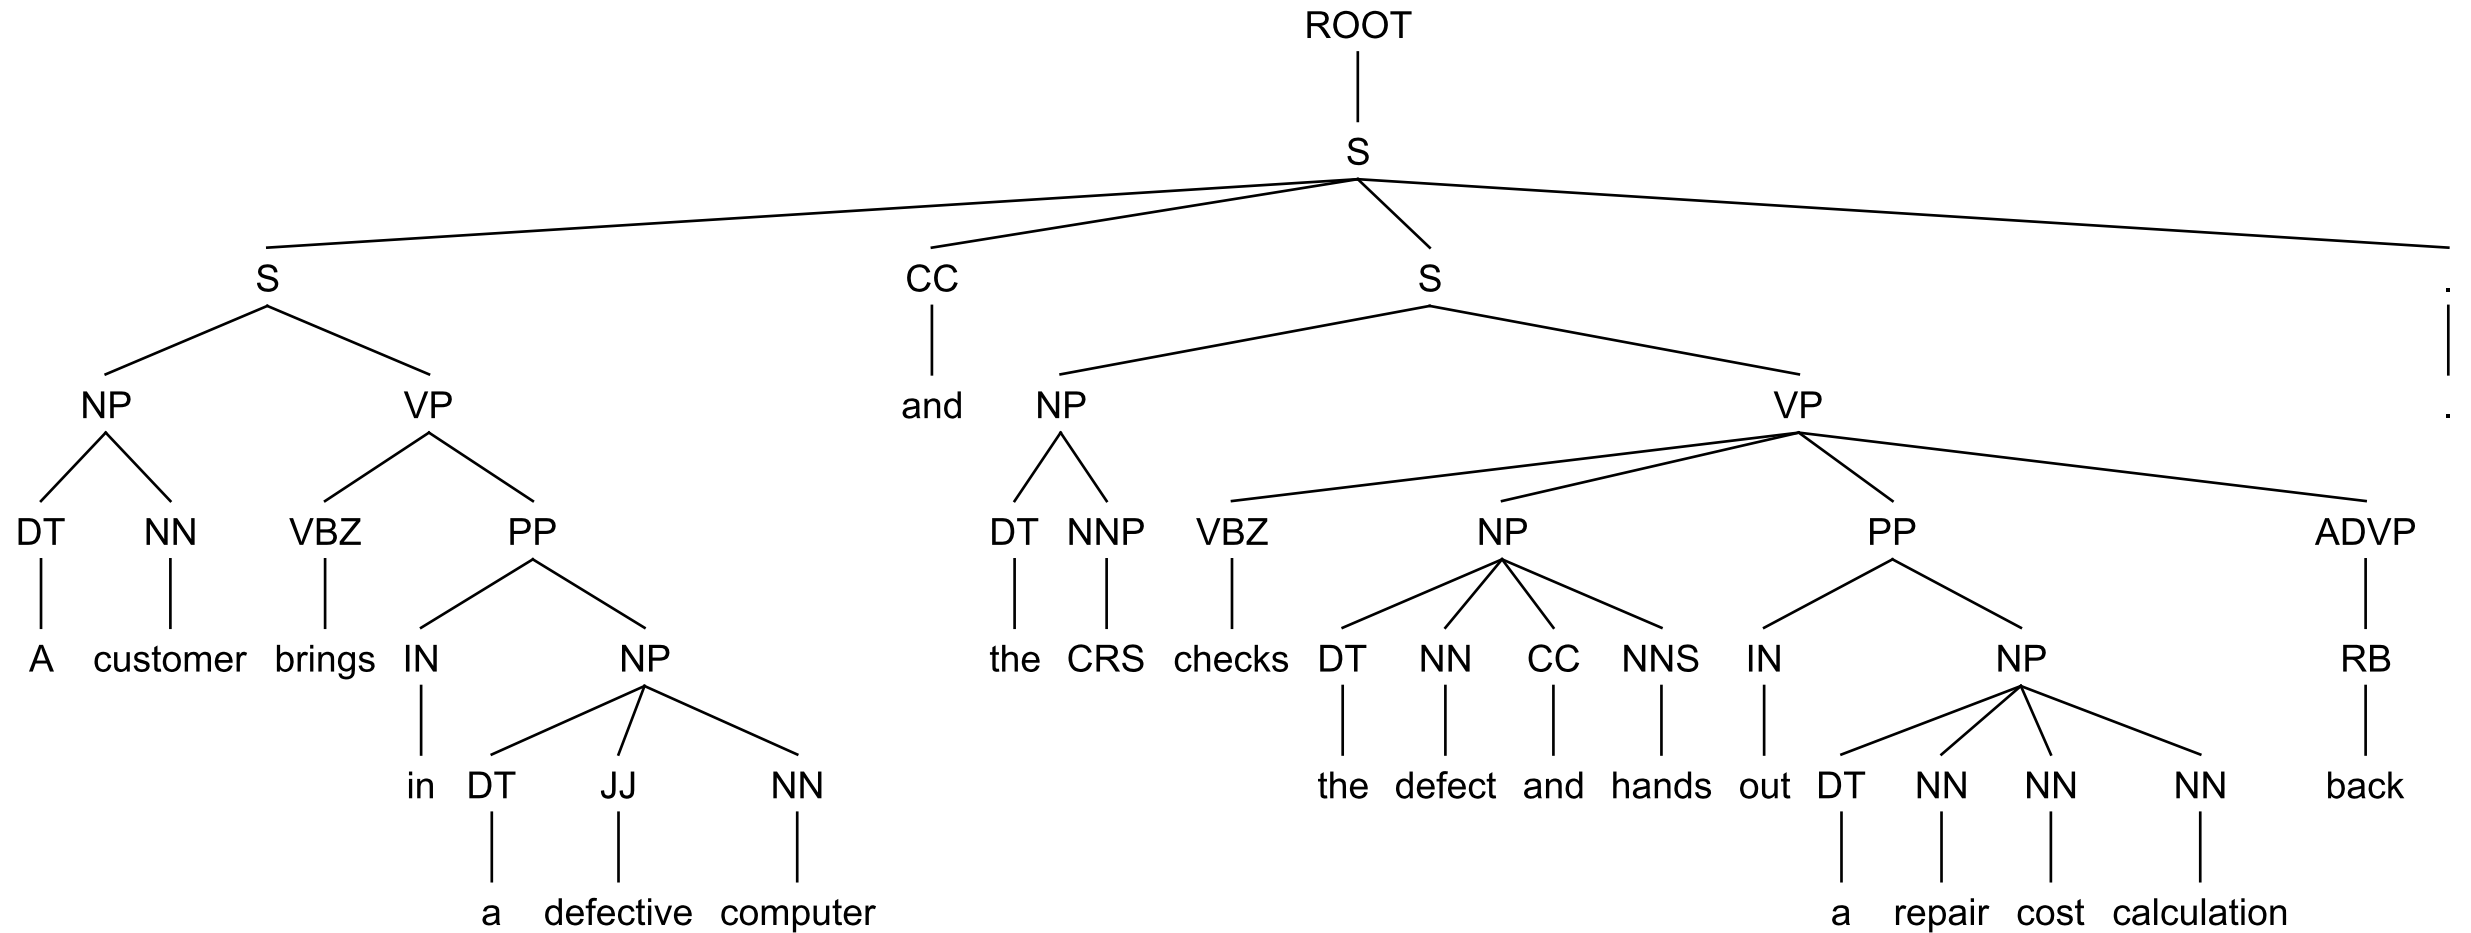 ROOT
S
S CC S .
NP VP and NP VP .
DT NN VBZ PP DT NNP VBZ NP PP ADVP
A customer brings IN NP the CRS checks DT NN CC NNS IN NP RB
in DT JJ NN the defect and hands out DT NN NN NN back
a defective computer a repair cost calculation